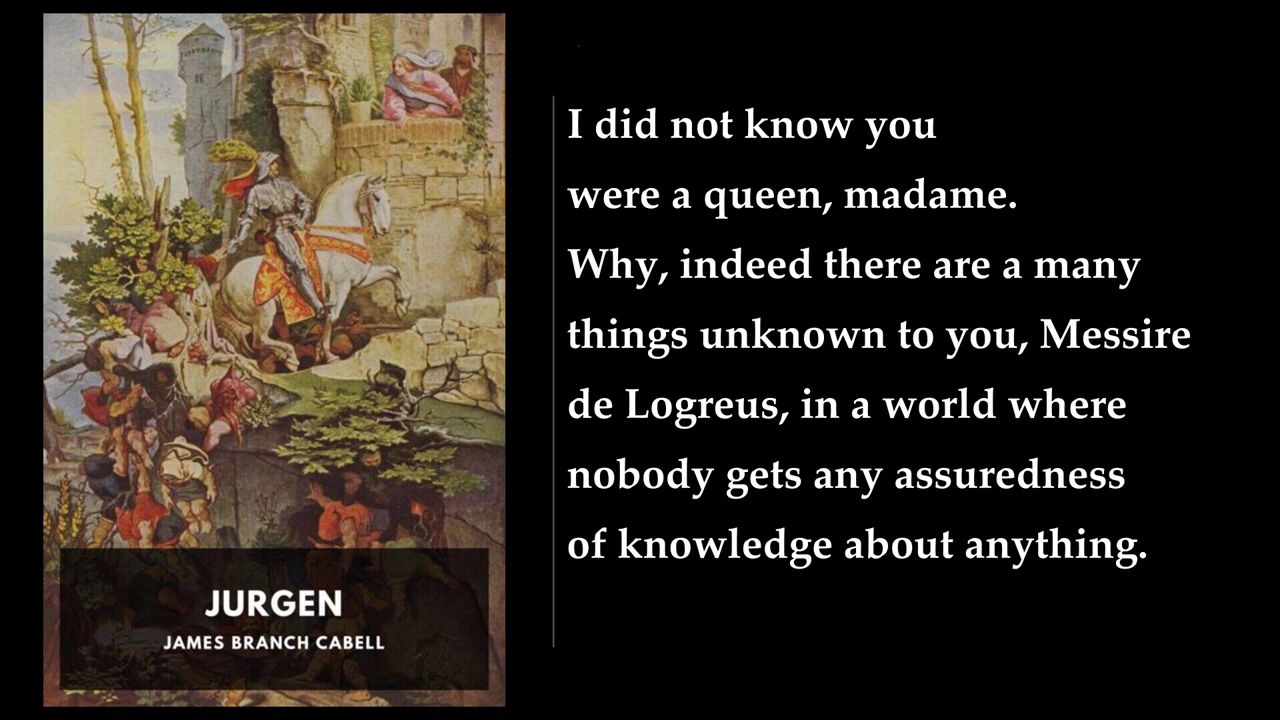 JURGEN
JAMES BRANCH CABELL
I did not know you
were a queen, madame.
Why, indeed there are a many
things unknown to you, Messire
de Logreus, in a world where
nobody gets any assuredness
of knowledge about anything.